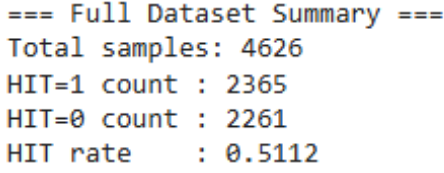 === Full Dataset Summary ===
Total samples: 4626
HIT=1 count : 2365
HIT=0 count : 2261
HIT rate    : 0.5112